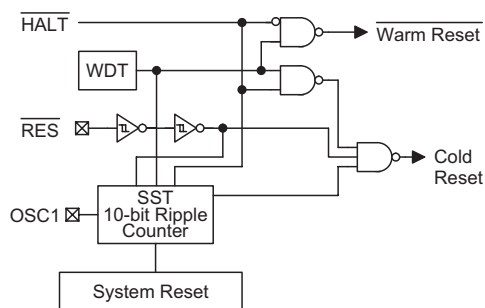 HALT
Warm Reset
WDT
RES
Cold
Reset
SST
10-bit Ripple
Counter
OSC1
System Reset